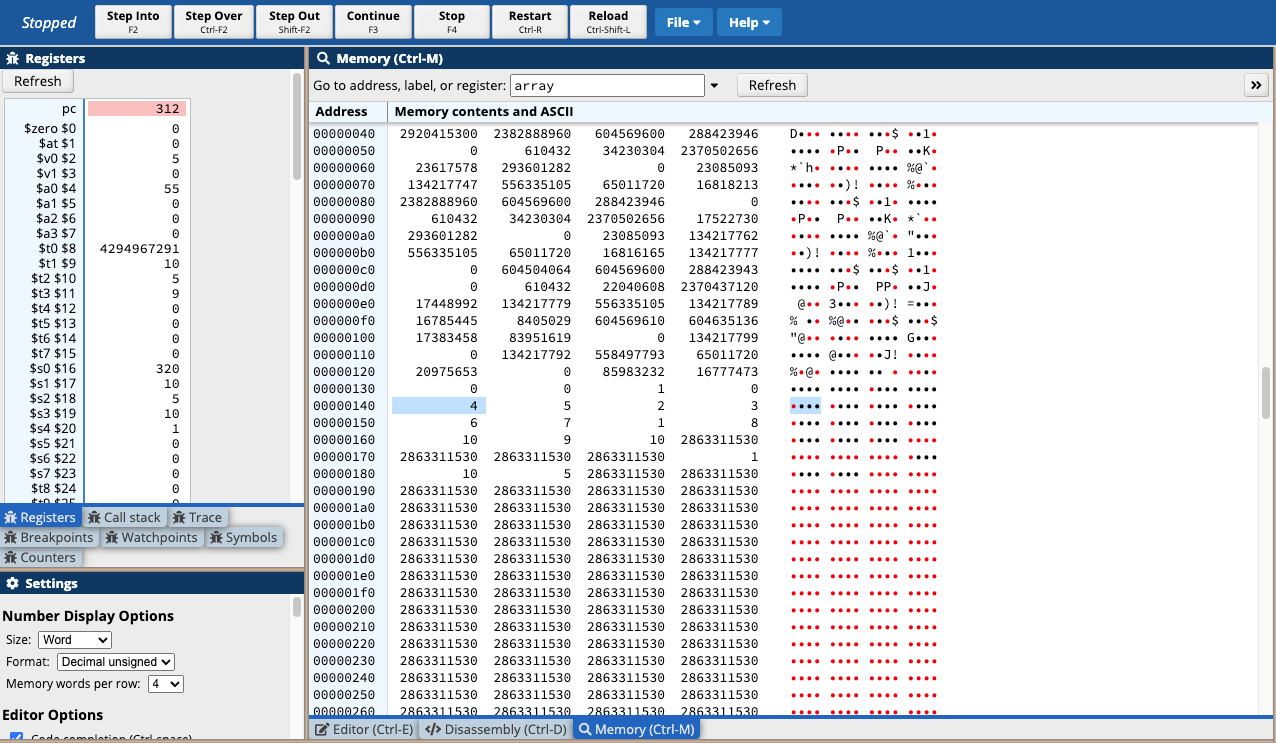 Stopped
Step Into
F2
Step Over
Ctrl-F2
Step Out
Shift-F2
Continue
F3
Stop
F4
Restart
Ctrl-R
Reload
Ctrl-Shift-L
File
Help
Registers
Refresh
pc 312
$zero $0 0
$at $1 0
$v0 $2 5
$v1 $3 0
$a0 $4 55
$a1 $5 0
$a2 $6 0
$a3 $7 0
$t0 $8 4294967291
$t1 $9 10
$t2 $10 5
$t3 $11 9
$t4 $12 0
$t5 $13 0
$t6 $14 0
$t7 $15 0
$s0 $16 320
$s1 $17 10
$s2 $18 5
$s3 $19 10
$s4 $20 1
$s5 $21 0
$s6 $22 0
$s7 $23 0
$t8 $24 0
$t9 $25 0
Registers Call stack Trace
Breakpoints Watchpoints Symbols
Counters
Settings
Number Display Options
Size: Word
Format: Decimal unsigned
Memory words per row: 4
Editor Options
Code completion (Ctrl-space)
Memory (Ctrl-M)
Go to address, label, or register: array Refresh »
Address Memory contents and ASCII
00000040 2920415300 2382888960 604569600 288423946 D••• •••• •••$ ••1•
00000050 0 610432 34230304 2370502656 •••• •P•• P••• ••K•
00000060 23617578 293601282 0 23085093 *`h• •••• •••• %@`•
00000070 134217747 556335105 65011720 16818213 •••• ••)! •••• %•••
00000080 2382888960 604569600 288423946 0 •••• •••$ ••1• ••••
00000090 610432 34230304 2370502656 17522730 •P•• P••• ••K• *`••
000000a0 293601282 0 23085093 134217762 •••• •••• %@`• "•••
000000b0 556335105 65011720 16816165 134217777 ••)! •••• %••• 1•••
000000c0 0 604504064 604569600 288423943 •••• •••$ •••$ ••1•
000000d0 0 610432 22040608 2370437120 •••• •P•• PP• ••J•
000000e0 17448992 134217779 556335105 134217789 @•• 3••• ••)! =•••
000000f0 16785445 8405029 604569610 604635136 % •• %@•• •••$ •••$
00000100 17383458 83951619 0 134217799 "@•• •••• •••• G•••
00000110 0 134217792 558497793 65011720 •••• @••• ••J! ••••
00000120 20975653 0 85983232 16777473 %•@• •••• •• • ••••
00000130 0 0 1 0 •••• •••• •••• ••••
00000140 4 5 2 3 •••• •••• •••• ••••
00000150 6 7 1 8 •••• •••• •••• ••••
00000160 10 9 10 2863311530 •••• •••• •••• ••••
00000170 2863311530 2863311530 2863311530 1 •••• •••• •••• ••••
00000180 10 5 2863311530 2863311530 •••• •••• •••• ••••
00000190 2863311530 2863311530 2863311530 2863311530 •••• •••• •••• ••••
000001a0 2863311530 2863311530 2863311530 2863311530 •••• •••• •••• ••••
000001b0 2863311530 2863311530 2863311530 2863311530 •••• •••• •••• ••••
000001c0 2863311530 2863311530 2863311530 2863311530 •••• •••• •••• ••••
000001d0 2863311530 2863311530 2863311530 2863311530 •••• •••• •••• ••••
000001e0 2863311530 2863311530 2863311530 2863311530 •••• •••• •••• ••••
000001f0 2863311530 2863311530 2863311530 2863311530 •••• •••• •••• ••••
00000200 2863311530 2863311530 2863311530 2863311530 •••• •••• •••• ••••
00000210 2863311530 2863311530 2863311530 2863311530 •••• •••• •••• ••••
00000220 2863311530 2863311530 2863311530 2863311530 •••• •••• •••• ••••
00000230 2863311530 2863311530 2863311530 2863311530 •••• •••• •••• ••••
00000240 2863311530 2863311530 2863311530 2863311530 •••• •••• •••• ••••
00000250 2863311530 2863311530 2863311530 2863311530 •••• •••• •••• ••••
00000260 2863311530 2863311530 2863311530 2863311530 •••• •••• •••• ••••
Editor (Ctrl-E) Disassembly (Ctrl-D) Memory (Ctrl-M)